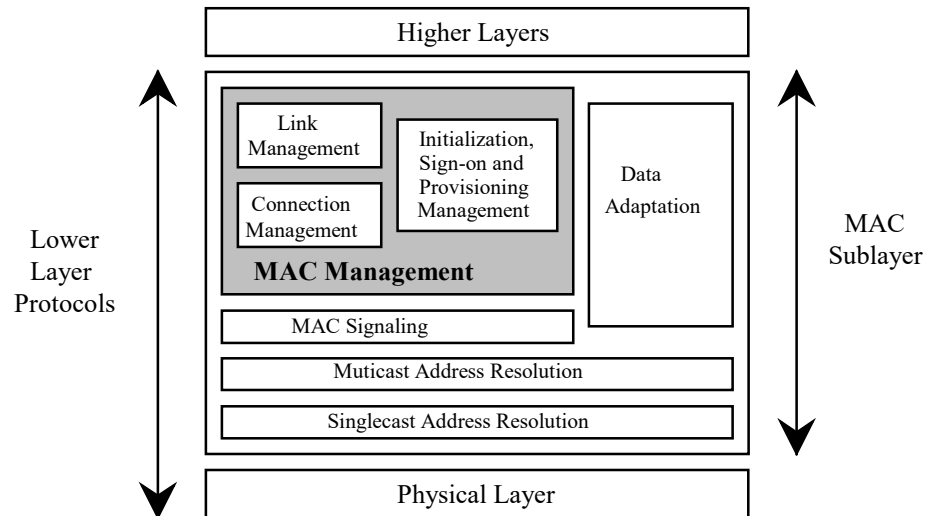 Higher Layers
Link
Management
Initialization,
Sign-on and
Provisioning
Management
Connection
Management
MAC Management
Data
Adaptation
MAC Signaling
Muticast Address Resolution
Singlecast Address Resolution
Physical Layer
Lower
Layer
Protocols
MAC
Sublayer